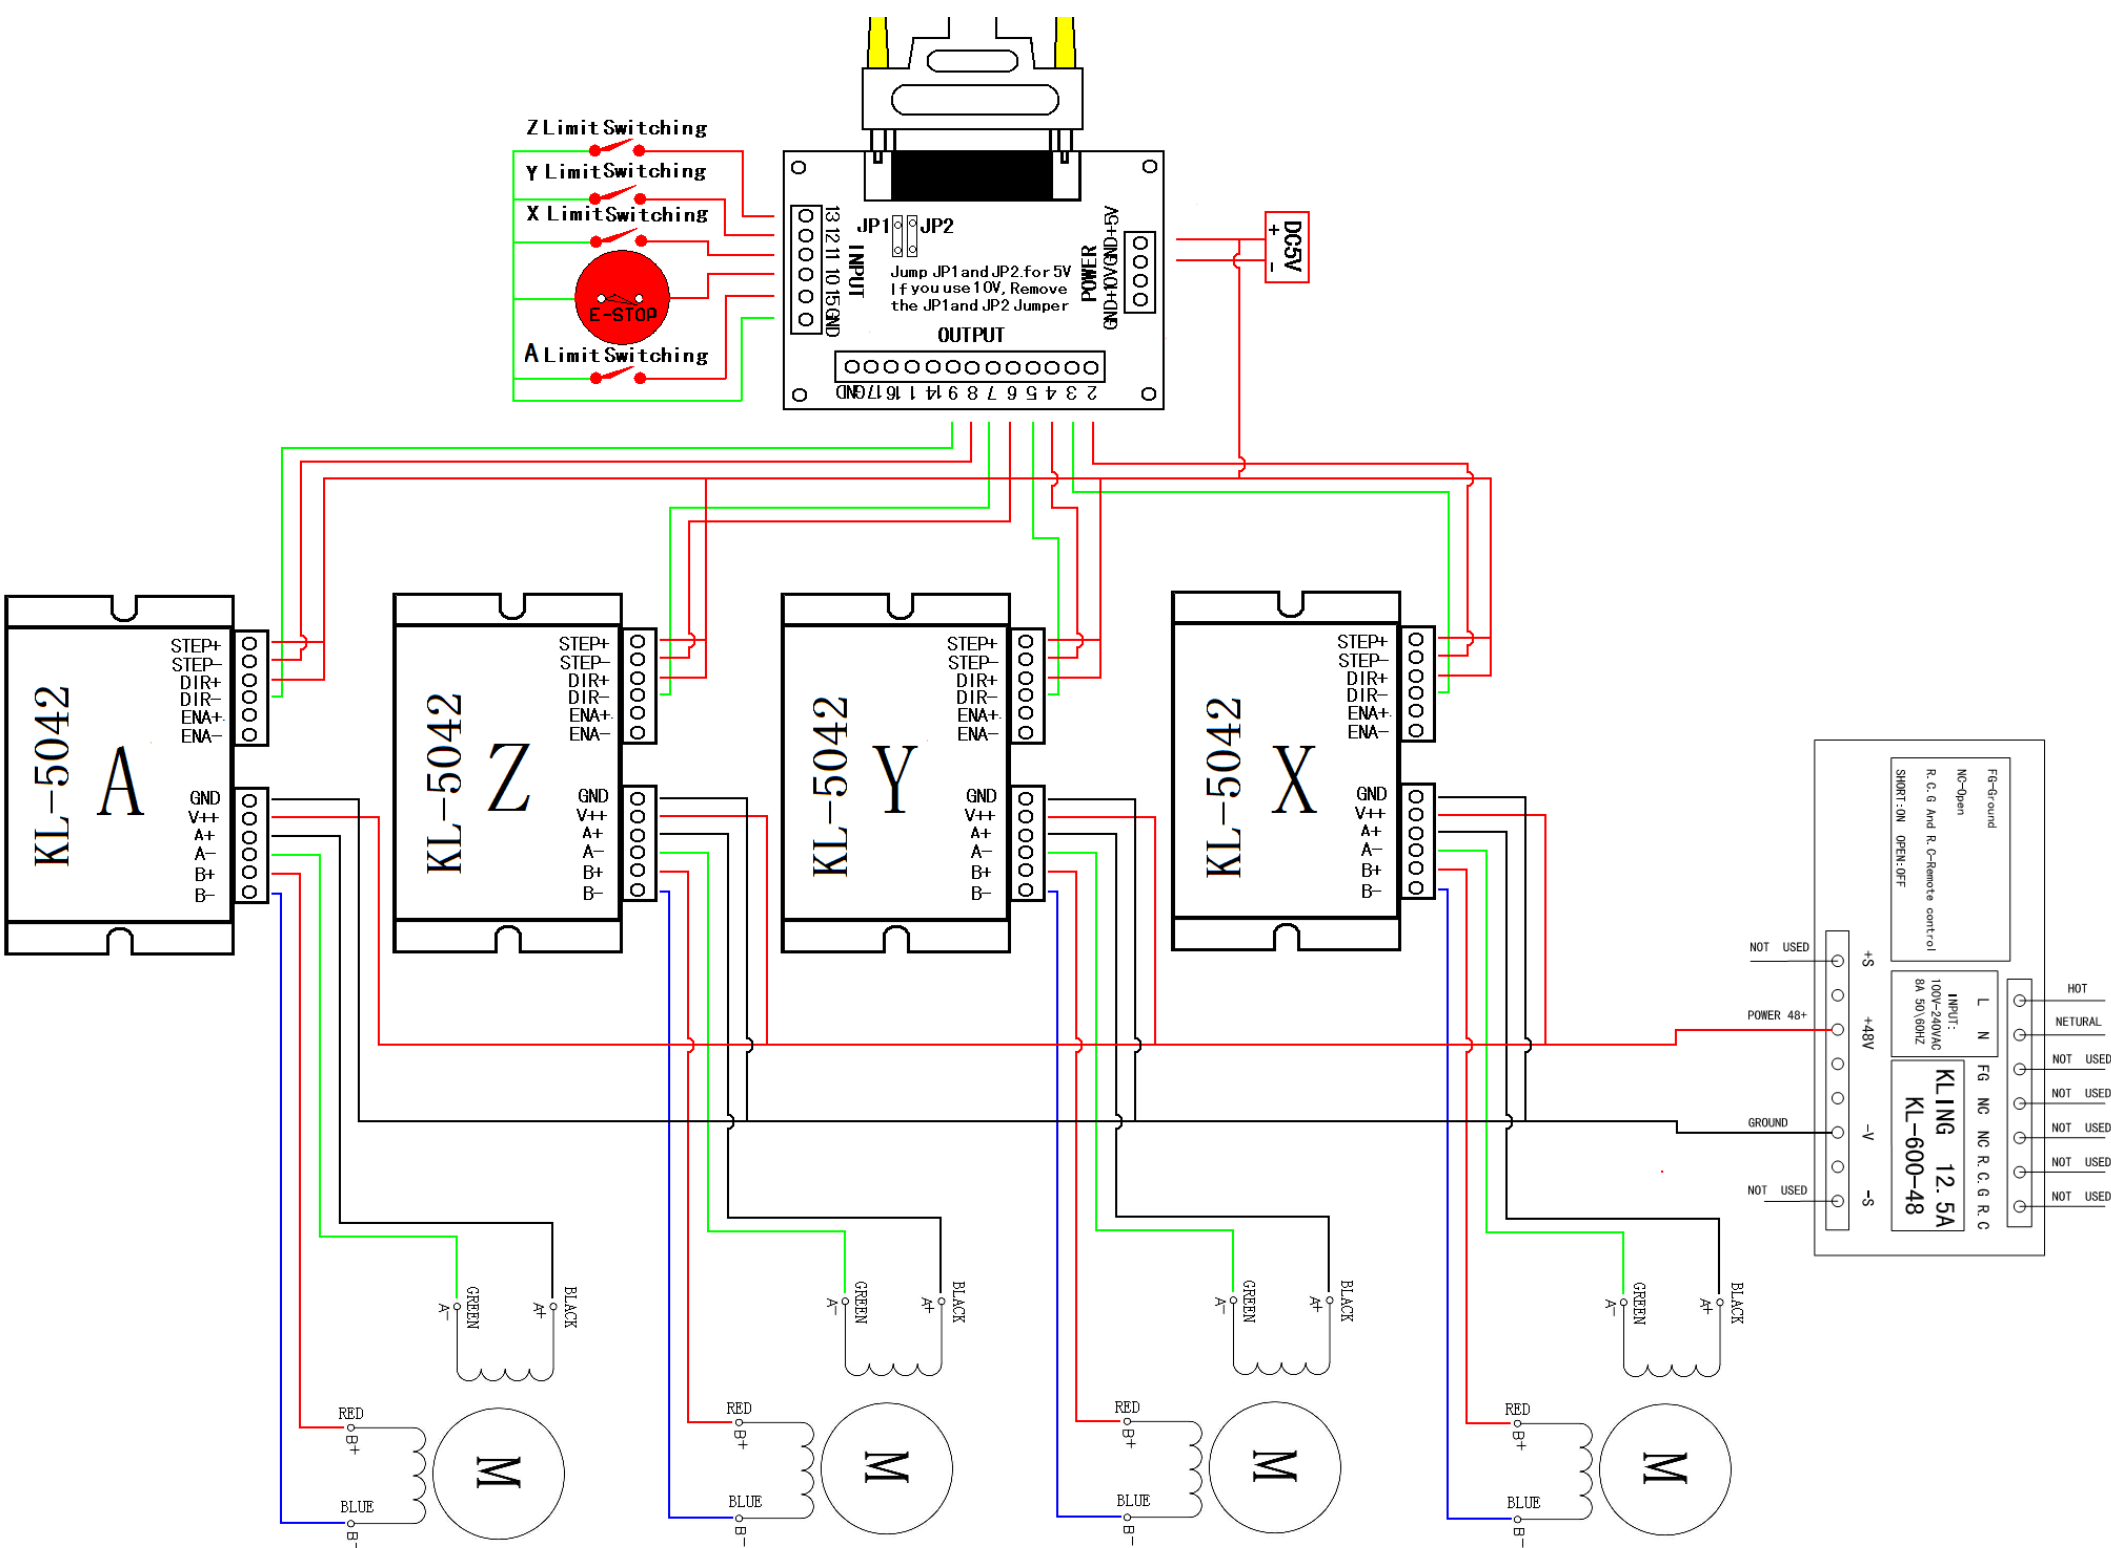 Z Limit Switching
Y Limit Switching
X Limit Switching
E-STOP
A Limit Switching
13 12 11 10 15 GND
INPUT
JP1 JP2
Jump JP1 and JP2 for 5V
If you use 10V, Remove
the JP1 and JP2 Jumper
POWER
GND+10VGND+5V
OUTPUT
GND 17 16 1 14 9 8 7 6 5 4 3 2
DC5V
+ -
KL-5042
A
STEP+
STEP-
DIR+
DIR-
ENA+
ENA-
GND
V++
A+
A-
B+
B-
KL-5042
Z
STEP+
STEP-
DIR+
DIR-
ENA+
ENA-
GND
V++
A+
A-
B+
B-
KL-5042
Y
STEP+
STEP-
DIR+
DIR-
ENA+
ENA-
GND
V++
A+
A-
B+
B-
KL-5042
X
STEP+
STEP-
DIR+
DIR-
ENA+
ENA-
GND
V++
A+
A-
B+
B-
FG-Ground
NC-Open
R.C.G And R.C-Remote control
SHORT:ON OPEN:OFF
NOT USED
POWER 48+
GROUND
NOT USED
+S
+48V
-V
-S
INPUT:
100V-240VAC
8A 50\60HZ
KLING 12.5A
KL-600-48
L
N
FG
NC
NC
R.C.G
R.C
HOT
NETURAL
NOT USED
NOT USED
NOT USED
NOT USED
NOT USED
GREEN
A-
BLACK
A+
RED
B+
BLUE
B-
M
GREEN
A-
BLACK
A+
RED
B+
BLUE
B-
M
GREEN
A-
BLACK
A+
RED
B+
BLUE
B-
M
GREEN
A-
BLACK
A+
RED
B+
BLUE
B-
M